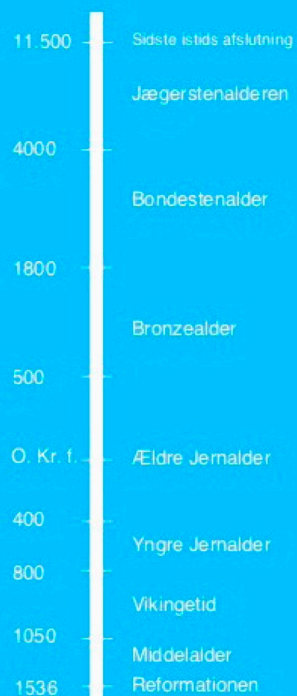 11.500 Sidste istids afslutning
Jægerstenalderen
4000
Bondestenalder
1800
Bronzealder
500
O. Kr. f. Ældre Jernalder
400
Yngre Jernalder
800
Vikingetid
1050
Middelalder
1536 Reformationen